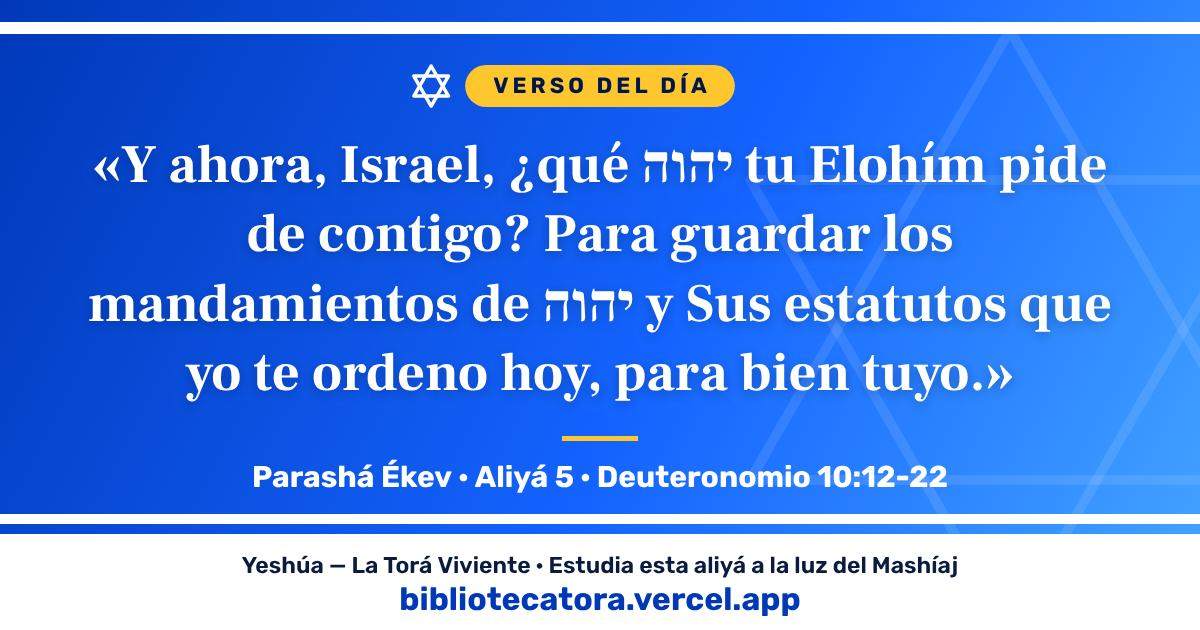 VERSO DEL DÍA
«Y ahora, Israel, ¿qué יהוה tu Elohím pide
de contigo? Para guardar los
mandamientos de יהוה y Sus estatutos que
yo te ordeno hoy, para bien tuyo.»
Parashá Ékev • Aliyá 5 • Deuteronomio 10:12-22
Yeshúa — La Torá Viviente • Estudia esta aliyá a la luz del Mashíaj
bibliotecatora.vercel.app